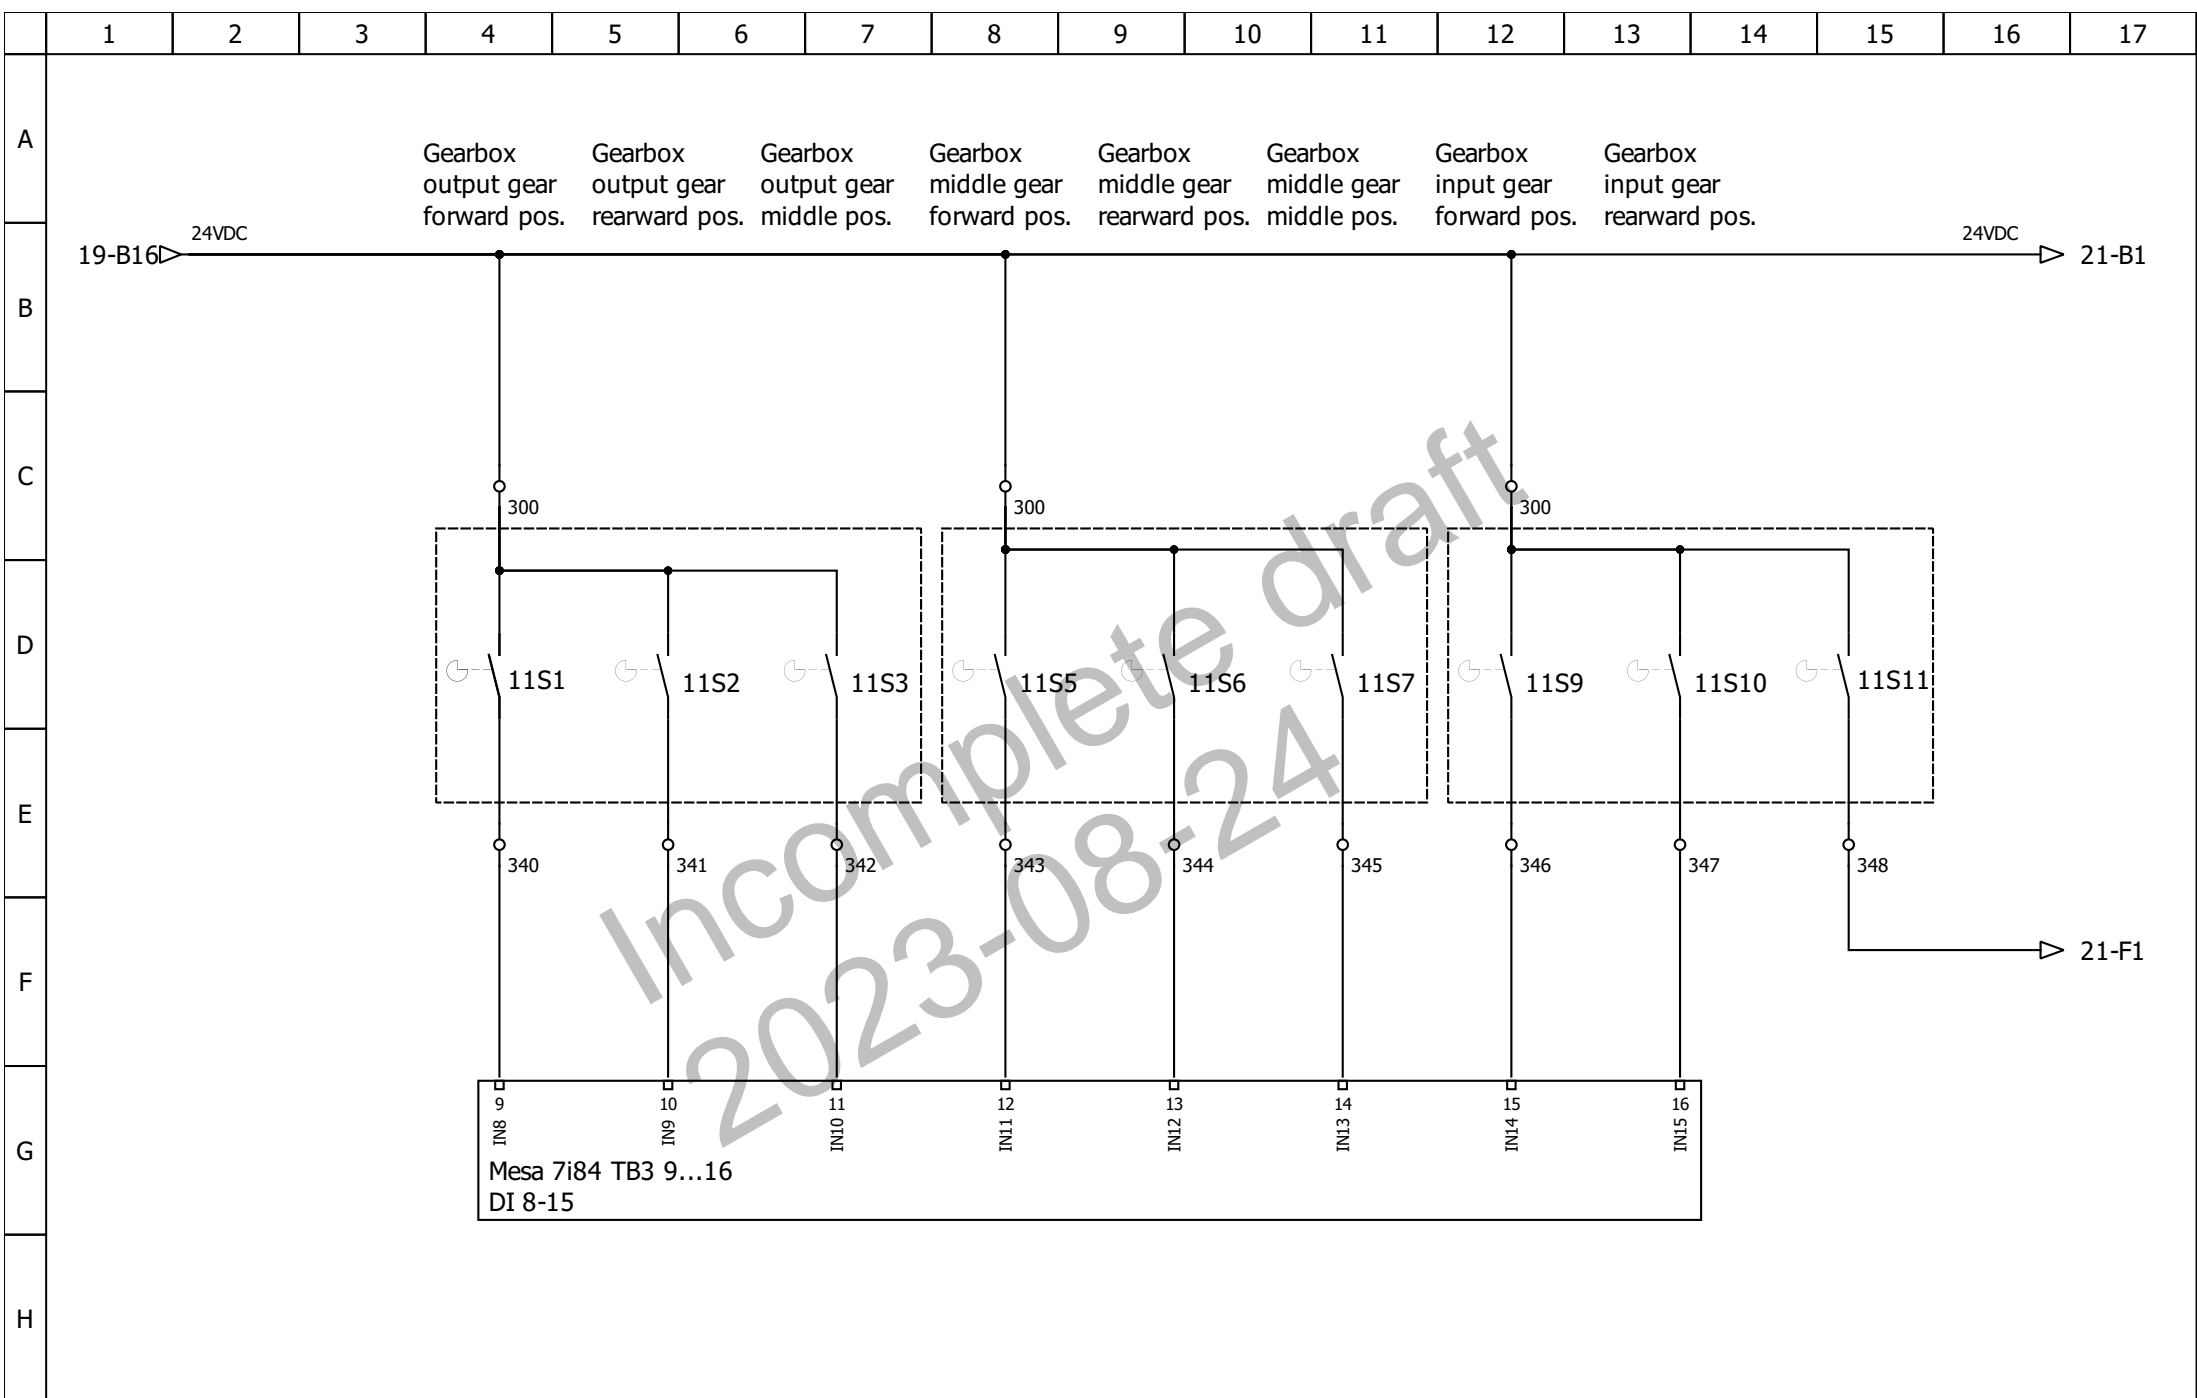 1 2 3 4 5 6 7 8 9 10 11 12 13 14 15 16 17
A
Gearbox Gearbox Gearbox Gearbox Gearbox Gearbox Gearbox Gearbox
output gear output gear output gear middle gear middle gear middle gear input gear input gear
forward pos. rearward pos. middle pos. forward pos. rearward pos. middle pos. forward pos. rearward pos.
24VDC 24VDC
19-B16 21-B1
B
C
300 300 300
D
11S1 11S2 11S3 11S5 11S6 11S7 11S9 11S10 11S11
E
340 341 342 343 344 345 346 347 348
21-F1
F
9 10 11 12 13 14 15 16
IN8 IN9 IN10 IN11 IN12 IN13 IN14 IN15
G
Mesa 7i84 TB3 9...16
DI 8-15
H
Incomplete draft
2023-08-24